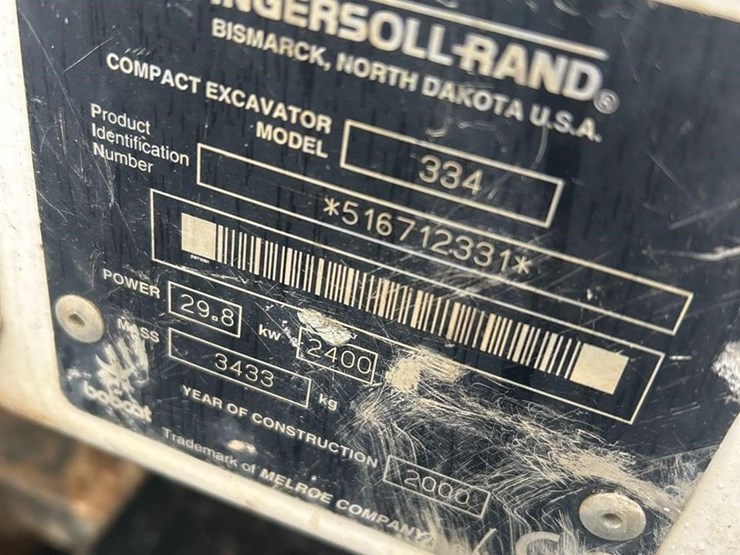 INGERSOLL-RAND®
BISMARCK, NORTH DAKOTA U.S.A.
COMPACT EXCAVATOR
MODEL 334
Product
Identification
Number
*516712331*
POWER 29.8 kw 2400
MASS 3433 kg
bobcat
YEAR OF CONSTRUCTION 2000
Trademark of MELROE COMPANY